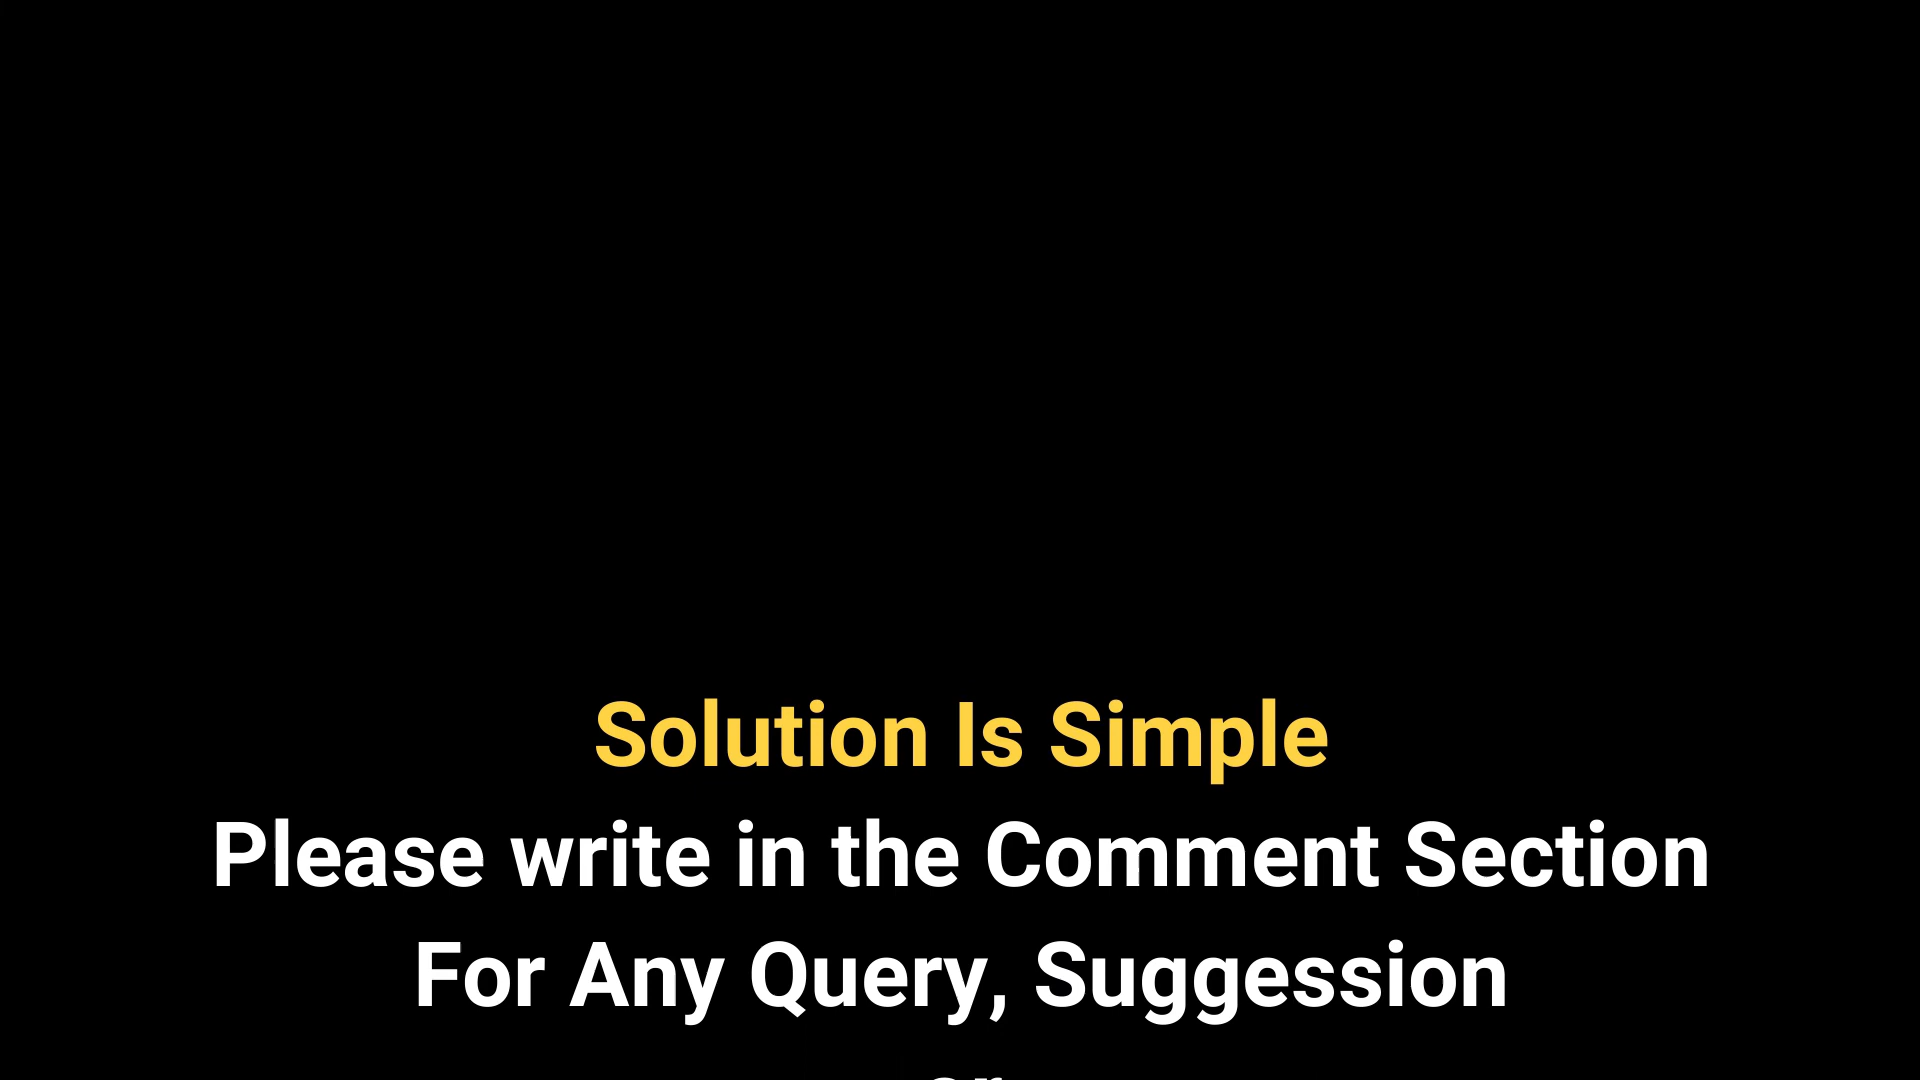 Solution Is Simple
Please write in the Comment Section
For Any Query, Suggession